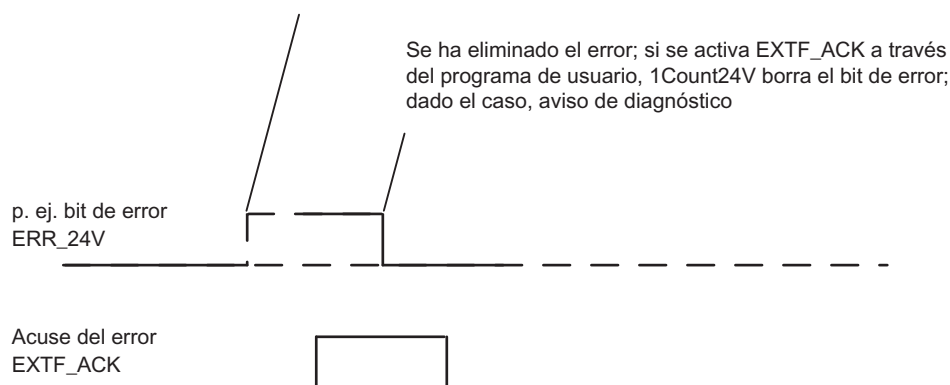 Se ha eliminado el error; si se activa EXTF_ACK a través
del programa de usuario, 1Count24V borra el bit de error;
dado el caso, aviso de diagnóstico
p. ej. bit de error
ERR_24V
Acuse del error
EXTF_ACK